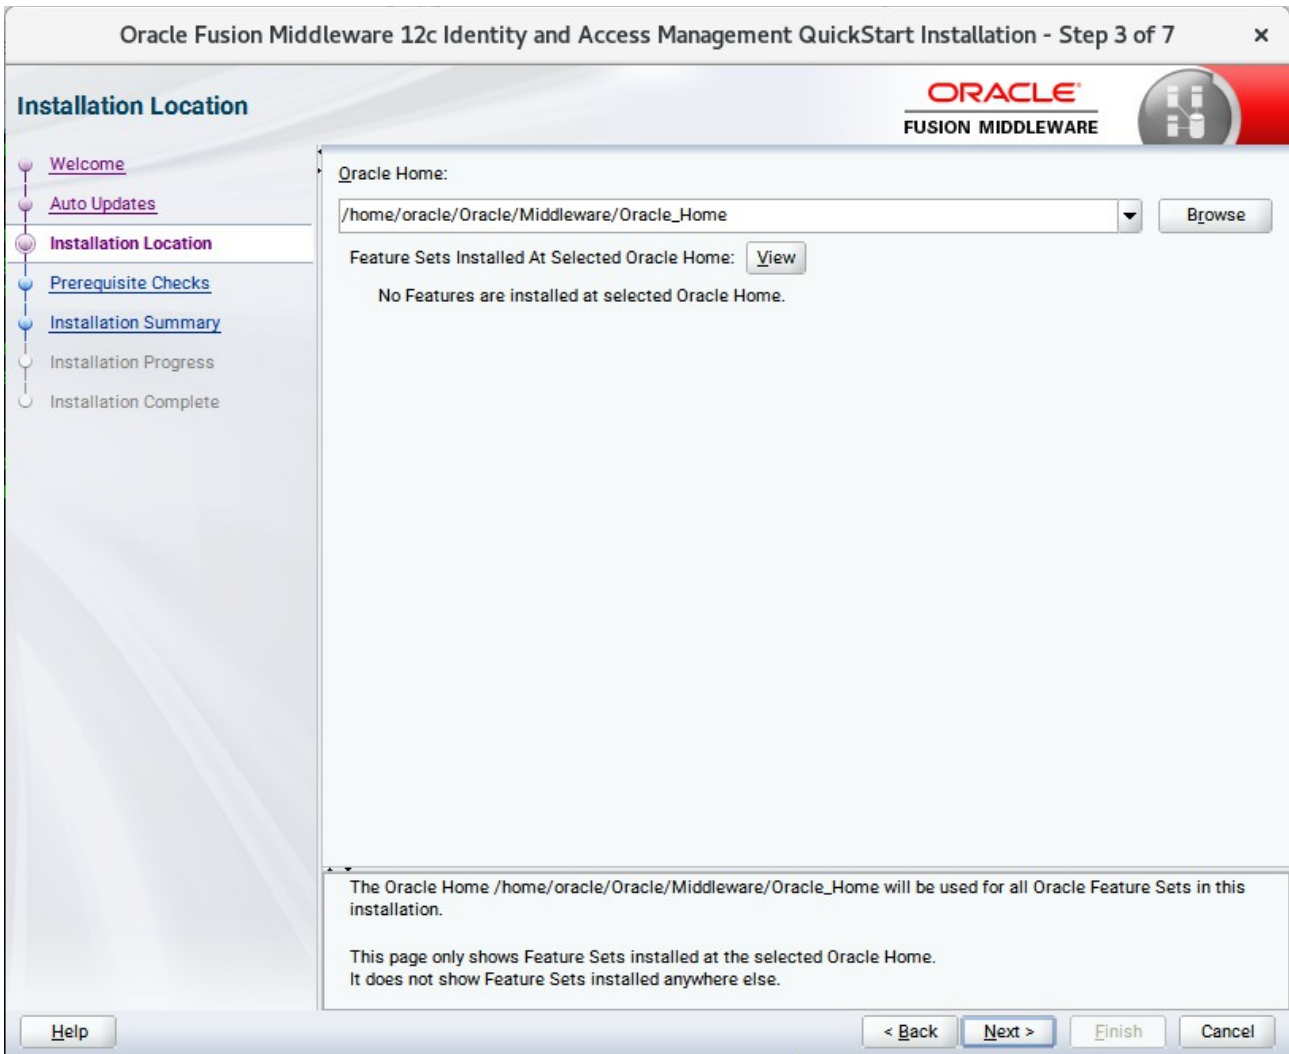 Oracle Fusion Middleware 12c Identity and Access Management QuickStart Installation - Step 3 of 7
Installation Location
ORACLE
FUSION MIDDLEWARE
Welcome
Auto Updates
Installation Location
Prerequisite Checks
Installation Summary
Installation Progress
Installation Complete
Oracle Home:
/home/oracle/Oracle/Middleware/Oracle_Home
Browse
Feature Sets Installed At Selected Oracle Home: View
No Features are installed at selected Oracle Home.
The Oracle Home /home/oracle/Oracle/Middleware/Oracle_Home will be used for all Oracle Feature Sets in this
installation.
This page only shows Feature Sets installed at the selected Oracle Home.
It does not show Feature Sets installed anywhere else.
Help
< Back
Next >
Finish
Cancel